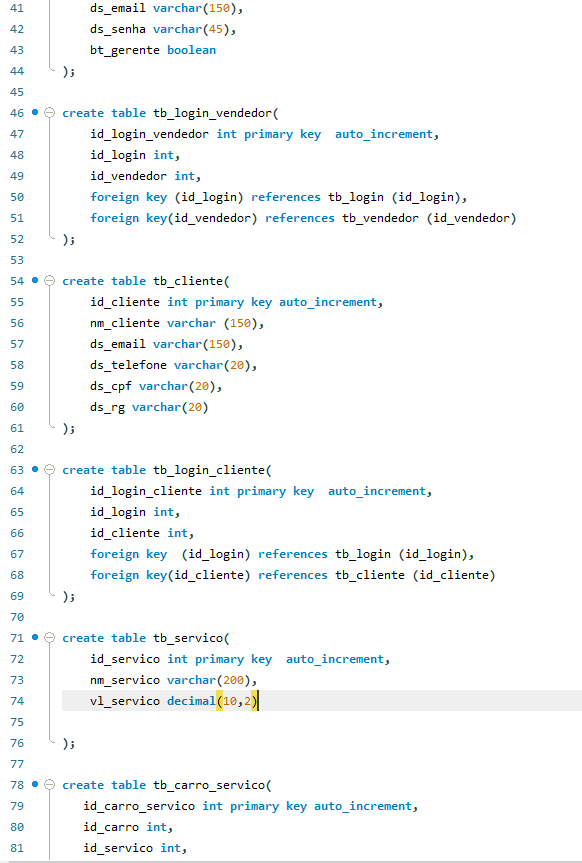 41 ds_email varchar(150),
42 ds_senha varchar(45),
43 bt_gerente boolean
44 );
45
46 create table tb_login_vendedor(
47 id_login_vendedor int primary key  auto_increment,
48 id_login int,
49 id_vendedor int,
50 foreign key (id_login) references tb_login (id_login),
51 foreign key(id_vendedor) references tb_vendedor (id_vendedor)
52 );
53
54 create table tb_cliente(
55 id_cliente int primary key auto_increment,
56 nm_cliente varchar (150),
57 ds_email varchar(150),
58 ds_telefone varchar(20),
59 ds_cpf varchar(20),
60 ds_rg varchar(20)
61 );
62
63 create table tb_login_cliente(
64 id_login_cliente int primary key  auto_increment,
65 id_login int,
66 id_cliente int,
67 foreign key  (id_login) references tb_login (id_login),
68 foreign key(id_cliente) references tb_cliente (id_cliente)
69 );
70
71 create table tb_servico(
72 id_servico int primary key  auto_increment,
73 nm_servico varchar(200),
74 vl_servico decimal(10,2)
75
76 );
77
78 create table tb_carro_servico(
79 id_carro_servico int primary key auto_increment,
80 id_carro int,
81 id_servico int,